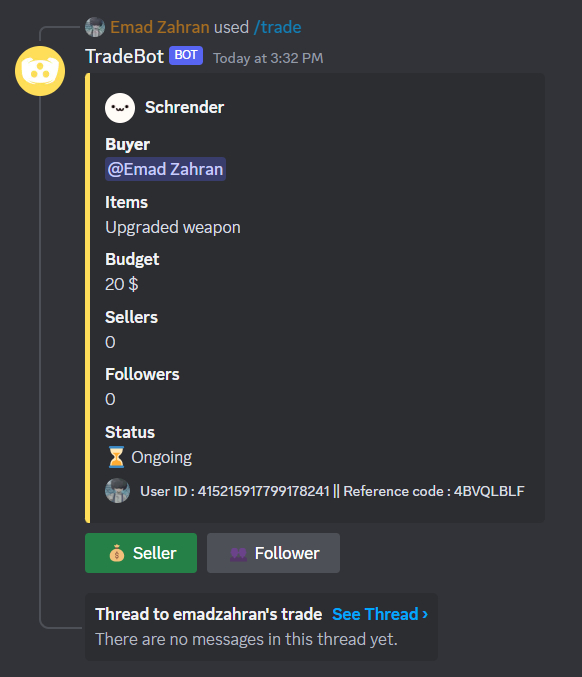 Emad Zahran used /trade
TradeBot BOT Today at 3:32 PM
Schrender
Buyer
@Emad Zahran
Items
Upgraded weapon
Budget
20 $
Sellers
0
Followers
0
Status
⌛ Ongoing
User ID : 415215917799178241 || Reference code : 4BVQLBLF
Seller Follower
Thread to emadzahran's trade See Thread ›
There are no messages in this thread yet.